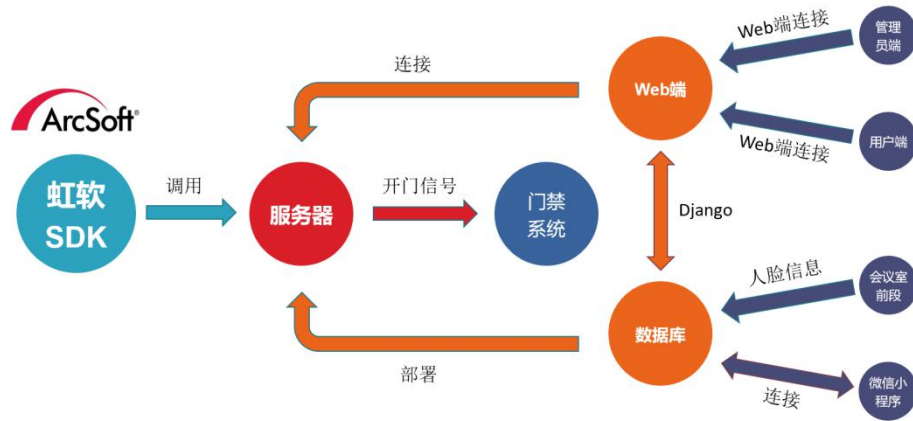 ArcSoft®
虹软
SDK
调用
服务器
开门信号
门禁
系统
连接
部署
Web端
Django
数据库
Web端连接
管理
员端
Web端连接
用户端
人脸信息
会议室
前段
连接
微信小
程序